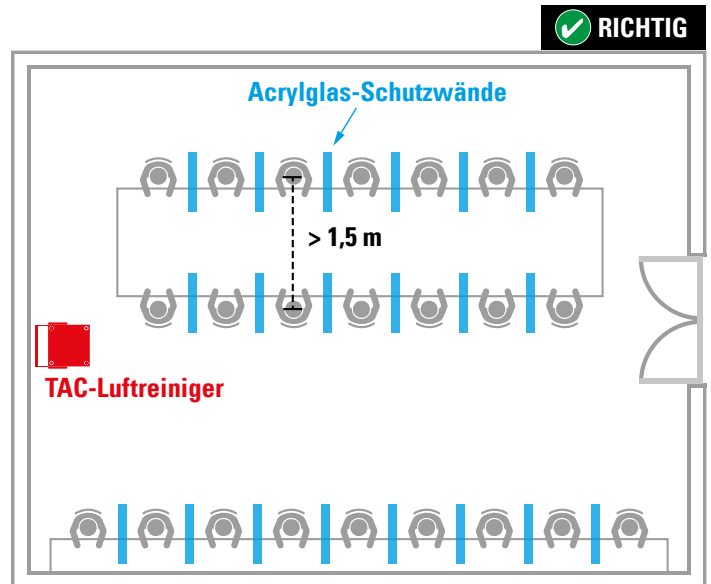 RICHTIG
Acrylglas-Schutzwände
> 1,5 m
TAC-Luftreiniger